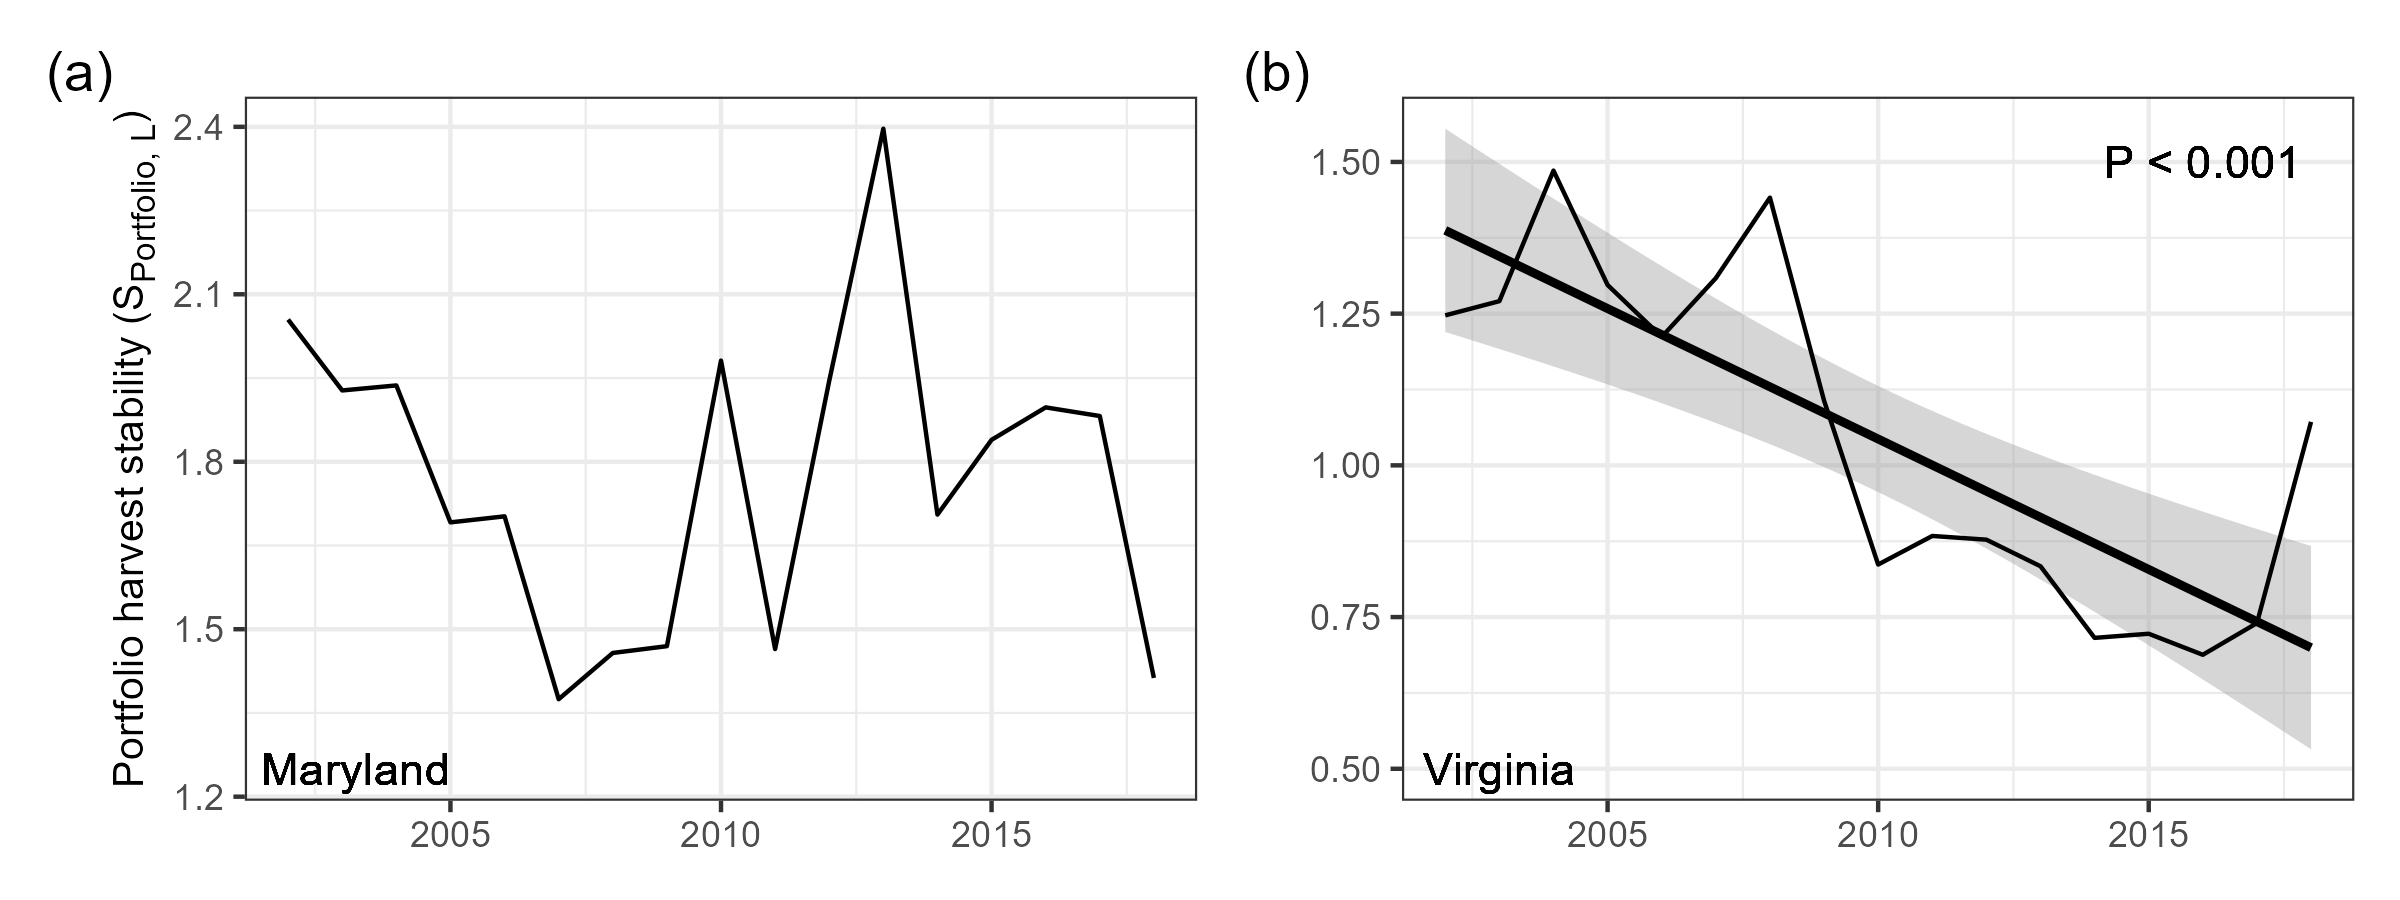 (a)
Portfolio harvest stability (S_Portfolio, L)
2.4
2.1
1.8
1.5
1.2
Maryland
2005 2010 2015
(b)
1.50
1.25
1.00
0.75
0.50
P < 0.001
Virginia
2005 2010 2015